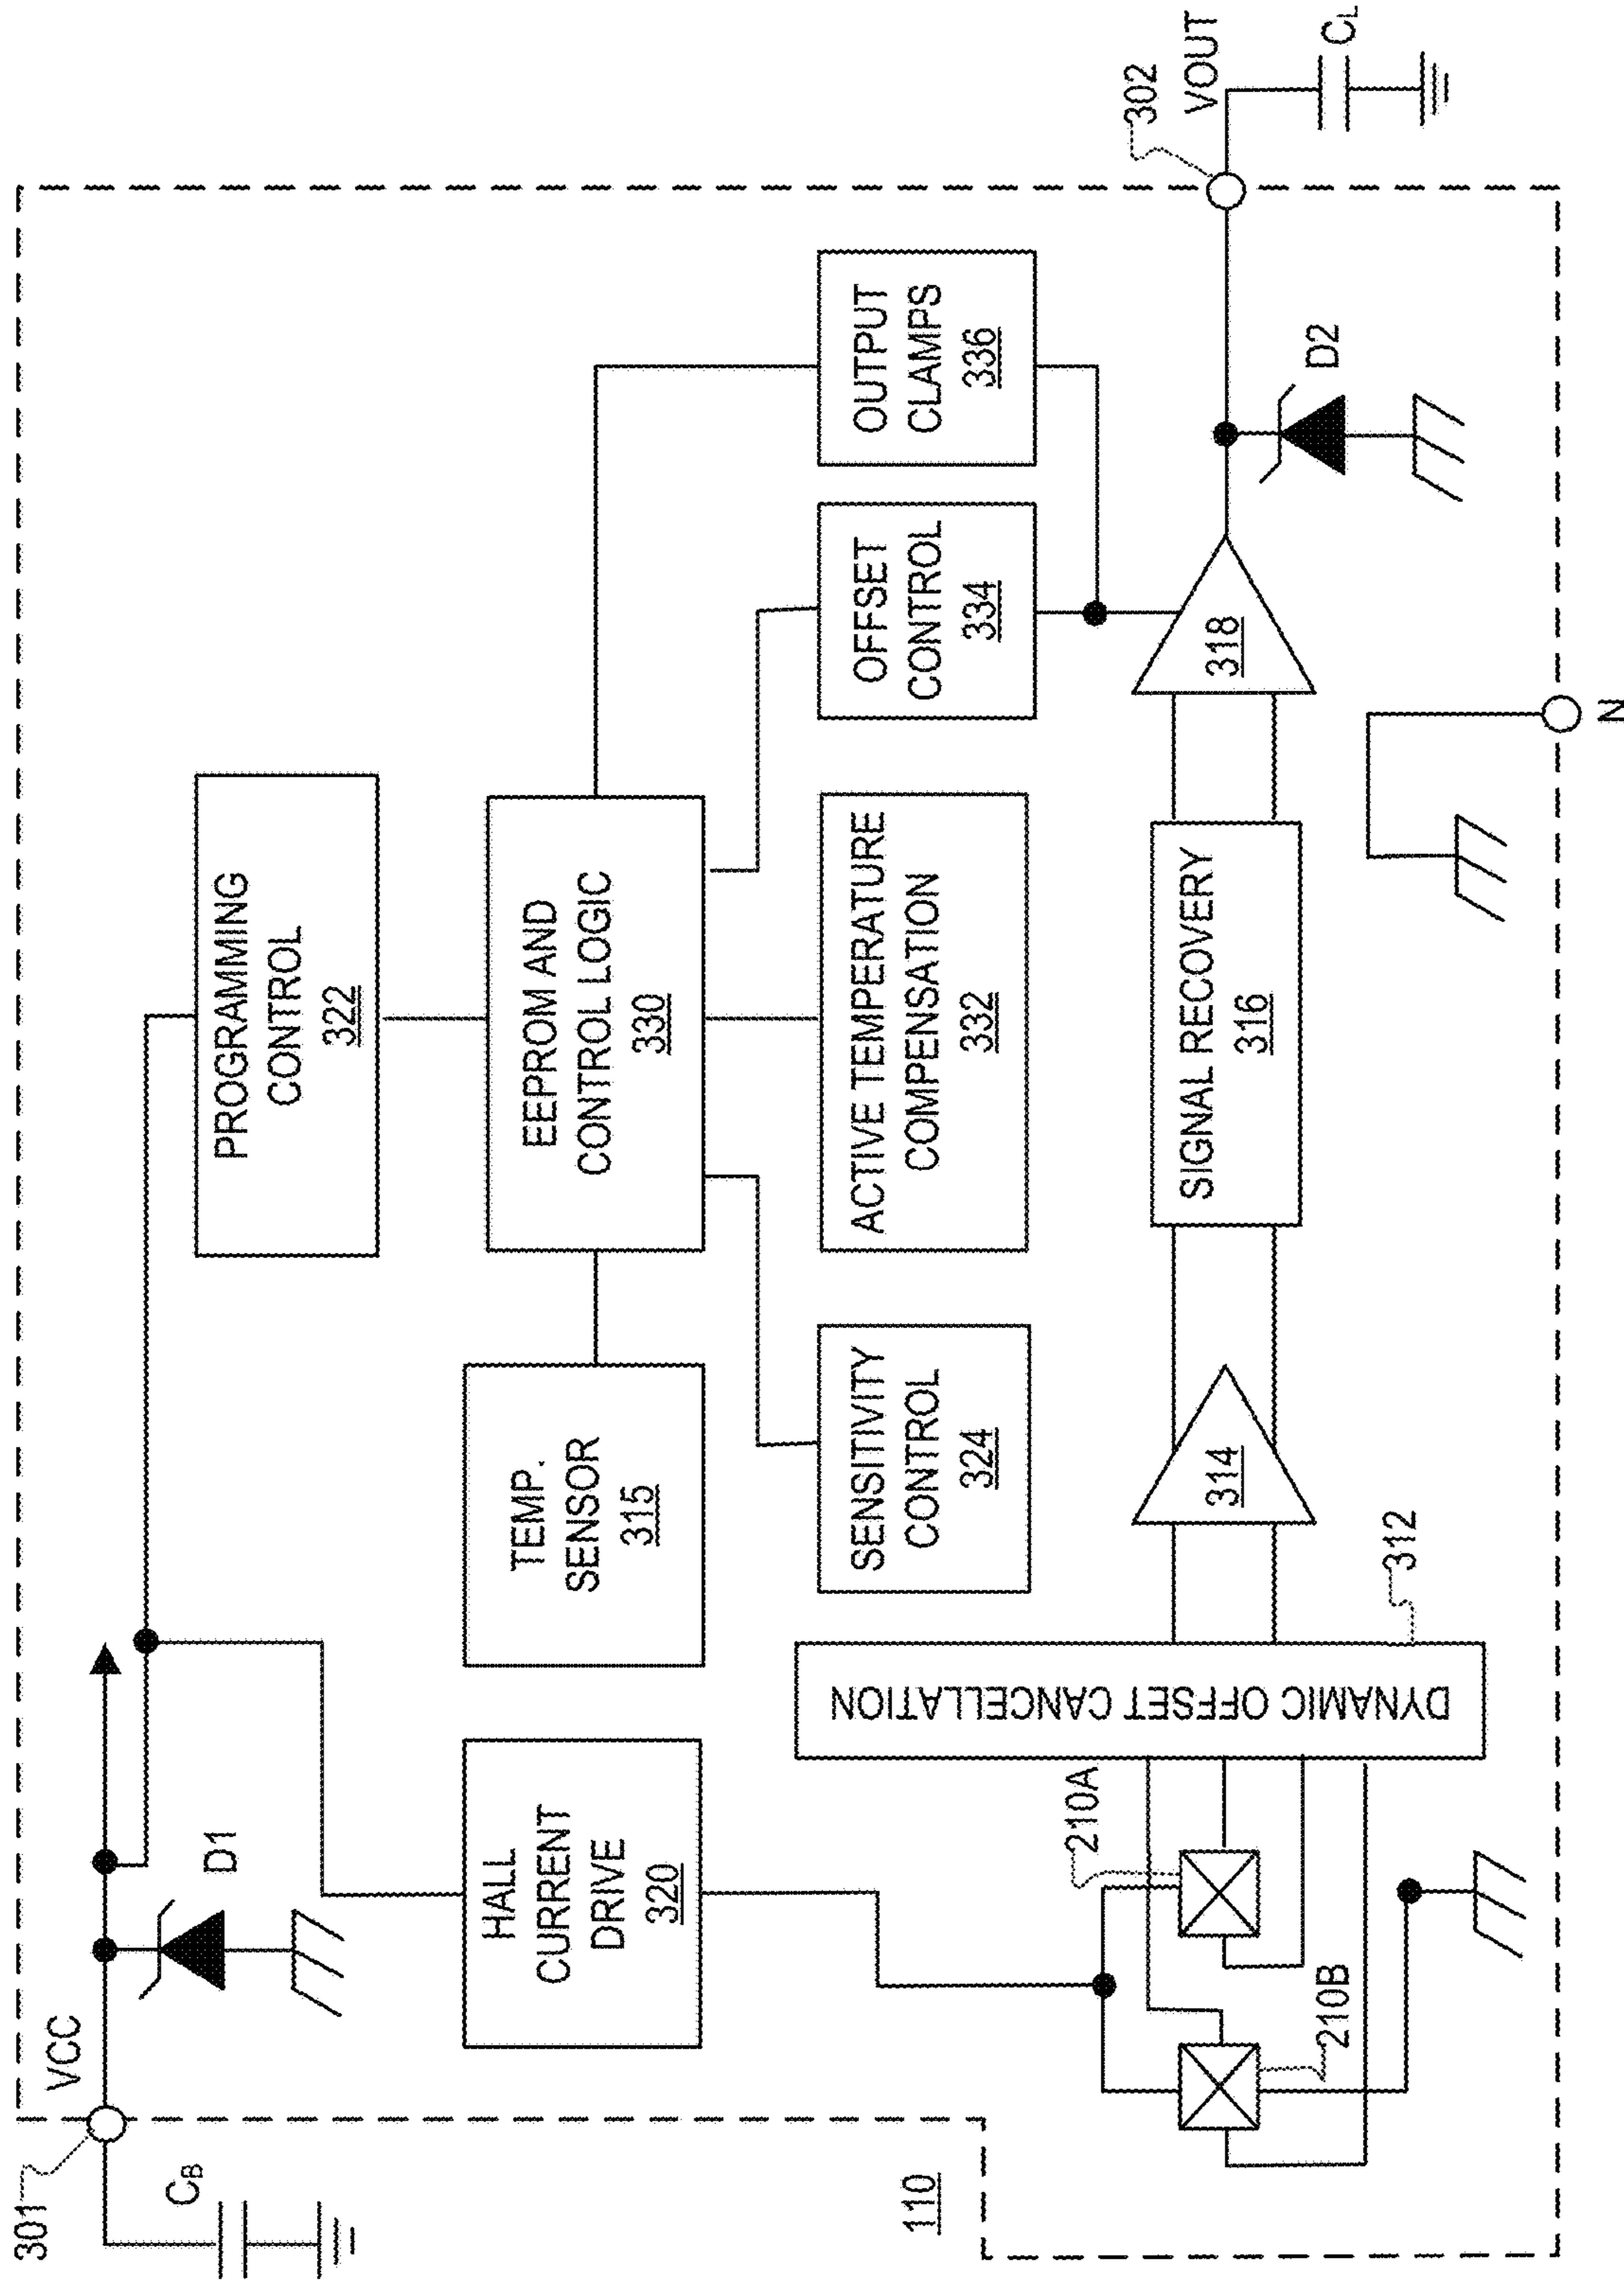 301
VCC
C_B
D1
PROGRAMMING
CONTROL
322
HALL
CURRENT
DRIVE
320
TEMP.
SENSOR
315
EEPROM AND
CONTROL LOGIC
330
SENSITIVITY
CONTROL
324
ACTIVE TEMPERATURE
COMPENSATION
332
OFFSET
CONTROL
334
OUTPUT
CLAMPS
336
110
210B
210A
DYNAMIC OFFSET CANCELLATION
312
314
SIGNAL RECOVERY
316
318
D2
302
VOUT
C_L
N